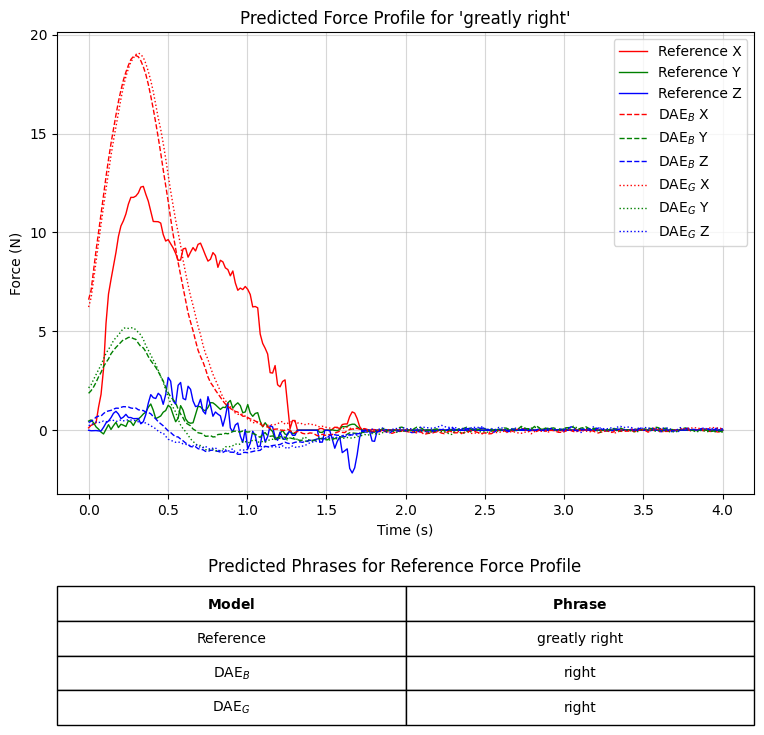 Predicted Force Profile for 'greatly right'
Force (N)
20
15
10
5
0
Reference X
Reference Y
Reference Z
DAE_B X
DAE_B Y
DAE_B Z
DAE_G X
DAE_G Y
DAE_G Z
0.0 0.5 1.0 1.5 2.0 2.5 3.0 3.5 4.0
Time (s)
Predicted Phrases for Reference Force Profile
Model Phrase
Reference greatly right
DAE_B right
DAE_G right